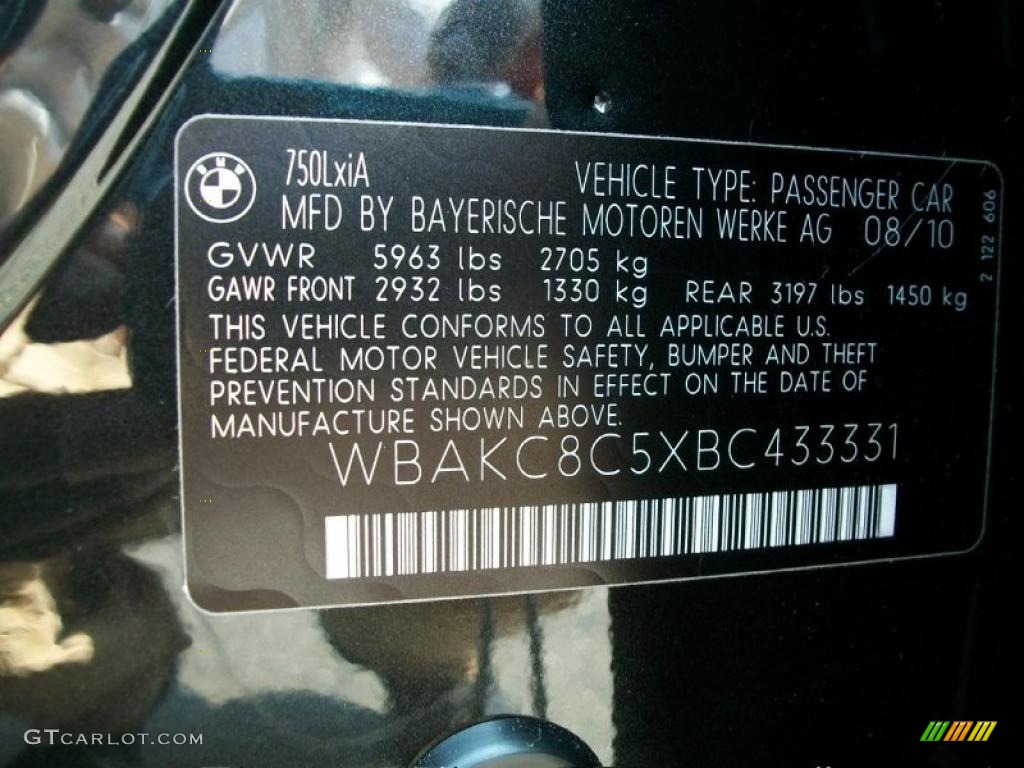 BMW
750LxiA
VEHICLE TYPE: PASSENGER CAR
MFD BY BAYERISCHE MOTOREN WERKE AG 08/10
GVWR 5963 lbs 2705 kg
GAWR FRONT 2932 lbs 1330 kg REAR 3197 lbs 1450 kg
THIS VEHICLE CONFORMS TO ALL APPLICABLE U.S.
FEDERAL MOTOR VEHICLE SAFETY, BUMPER AND THEFT
PREVENTION STANDARDS IN EFFECT ON THE DATE OF
MANUFACTURE SHOWN ABOVE.
WBAKC8C5XBC433331
2 122 606
GTCARLOT.COM